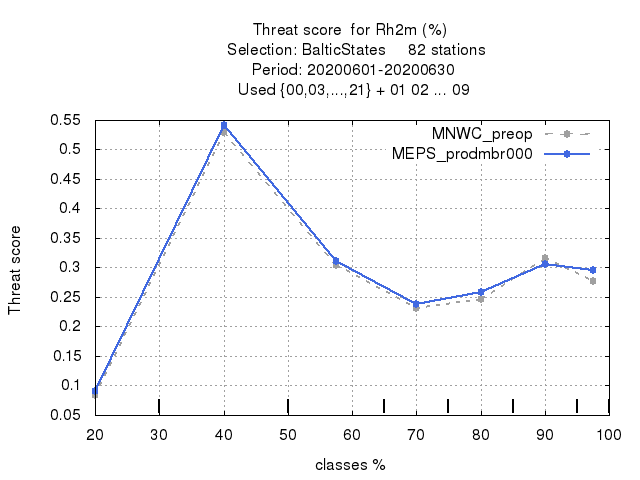 Threat score for Rh2m (%)
Selection: BalticStates 82 stations
Period: 20200601-20200630
Used {00,03,...,21} + 01 02 ... 09
MNWC_preop
MEPS_prodmbr000
Threat score
0.55
0.5
0.45
0.4
0.35
0.3
0.25
0.2
0.15
0.1
0.05
20 30 40 50 60 70 80 90 100
classes %